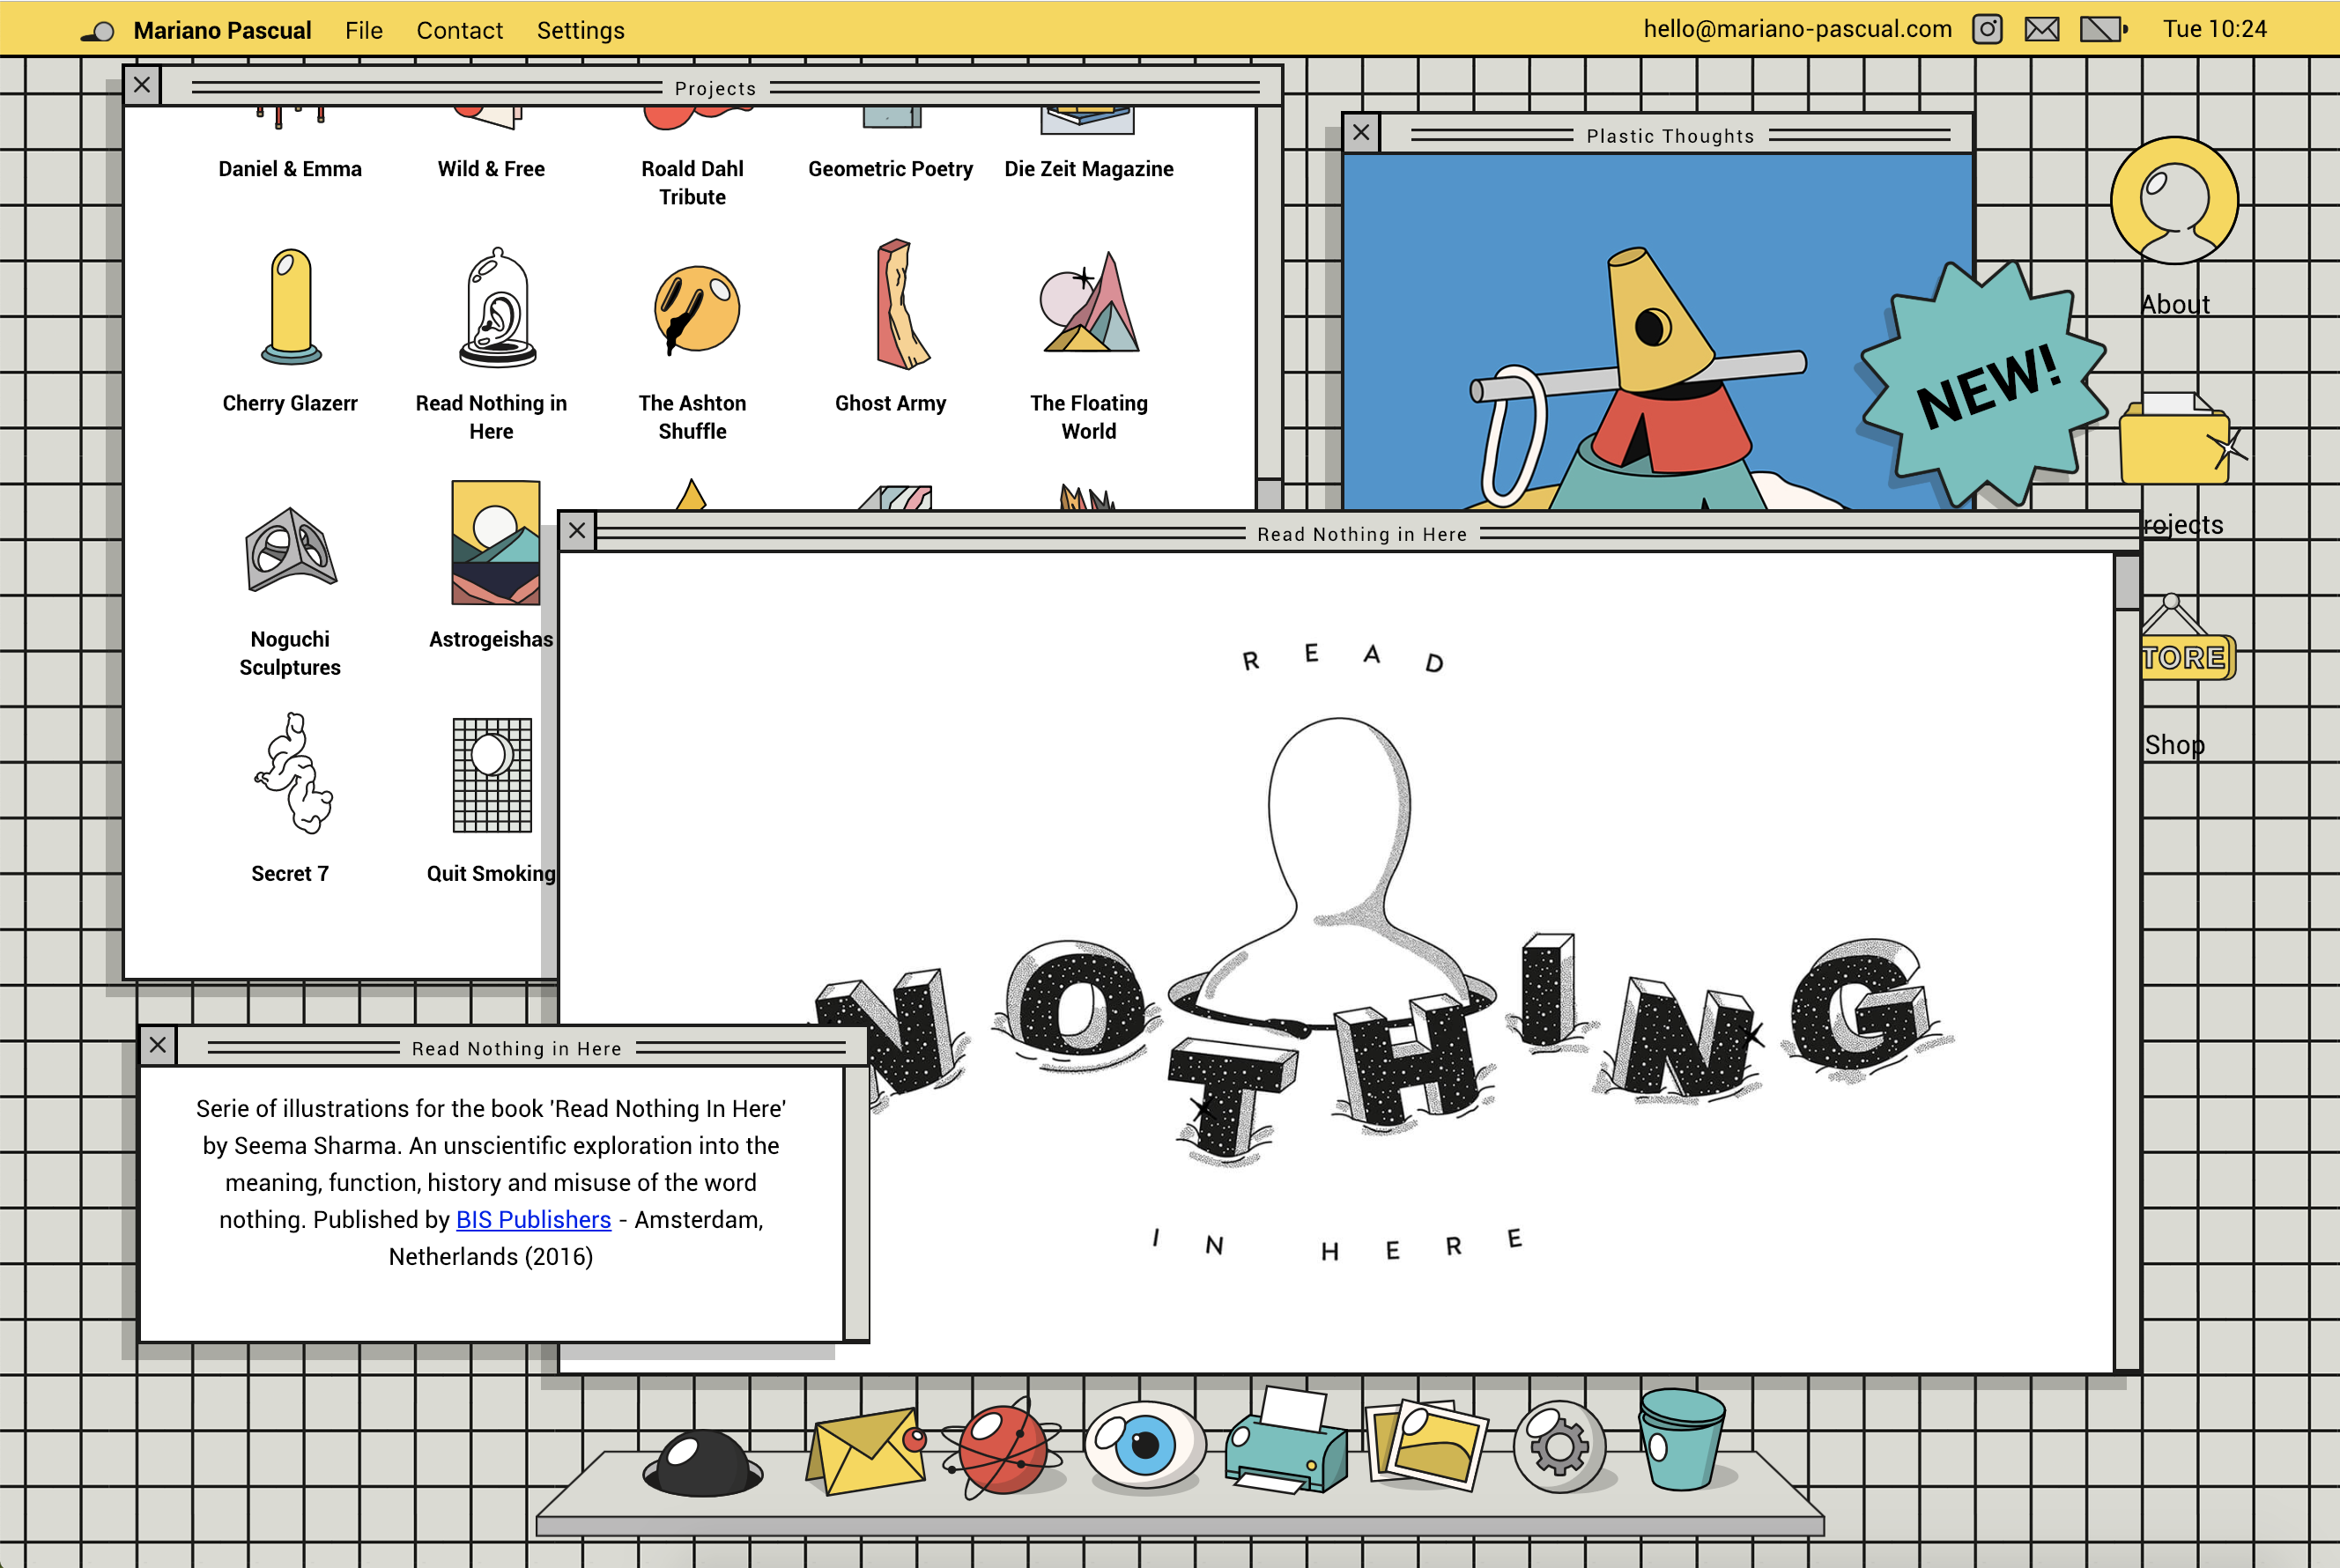 Mariano Pascual File Contact Settings hello@mariano-pascual.com Tue 10:24
Projects
Daniel & Emma
Wild & Free
Roald Dahl
Tribute
Geometric Poetry
Die Zeit Magazine
Cherry Glazerr
Read Nothing in
Here
The Ashton
Shuffle
Ghost Army
The Floating
World
Noguchi
Sculptures
Astrogeishas
Secret 7
Quit Smoking
Plastic Thoughts
NEW!
About
rojects
TORE
Shop
Read Nothing in Here
READ
NOTHING
IN HERE
Read Nothing in Here
Serie of illustrations for the book 'Read Nothing In Here'
by Seema Sharma. An unscientific exploration into the
meaning, function, history and misuse of the word
nothing. Published by BIS Publishers - Amsterdam,
Netherlands (2016)